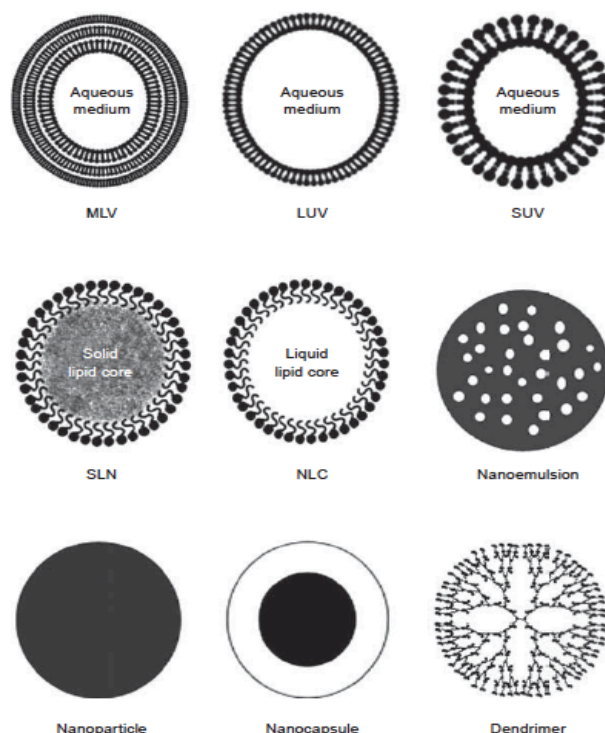 Aqueous
medium
Aqueous
medium
Aqueous
medium
MLV
LUV
SUV
Solid
lipid core
Liquid
lipid core
SLN
NLC
Nanoemulsion
Nanoparticle
Nanocapsule
Dendrimer